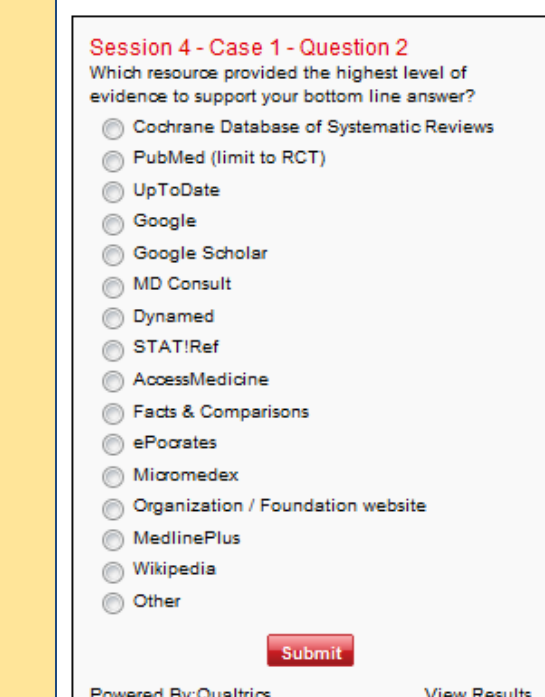 Session 4 - Case 1 - Question 2
Which resource provided the highest level of
evidence to support your bottom line answer?
Cochrane Database of Systematic Reviews
PubMed (limit to RCT)
UpToDate
Google
Google Scholar
MD Consult
Dynamed
STAT!Ref
AccessMedicine
Facts & Comparisons
ePocrates
Micromedex
Organization / Foundation website
MedlinePlus
Wikipedia
Other
Submit
Powered By:Qualtrics View Results